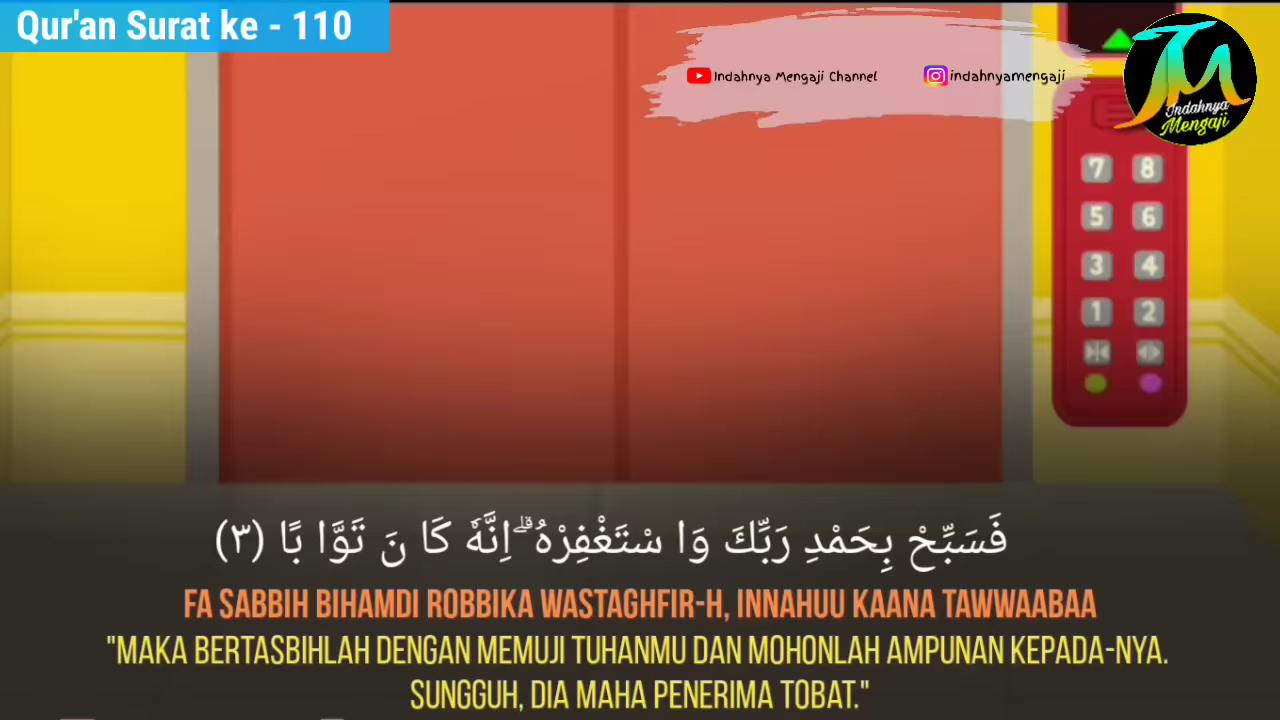 Qur'an Surat ke - 110
Indahnya Mengaji Channel
indahnyamengaji
Indahnya
Mengaji
7 8
5 6
3 4
1 2
فَسَبِّحْ بِحَمْدِ رَبِّكَ وَا سْتَغْفِرْهُ ۗ اِنَّهٗ كَا نَ تَوَّا بًا (٣)
FA SABBIH BIHAMDI ROBBIKA WASTAGHFIR-H, INNAHUU KAANA TAWWAABAA
"MAKA BERTASBIHLAH DENGAN MEMUJI TUHANMU DAN MOHONLAH AMPUNAN KEPADA-NYA.
SUNGGUH, DIA MAHA PENERIMA TOBAT."